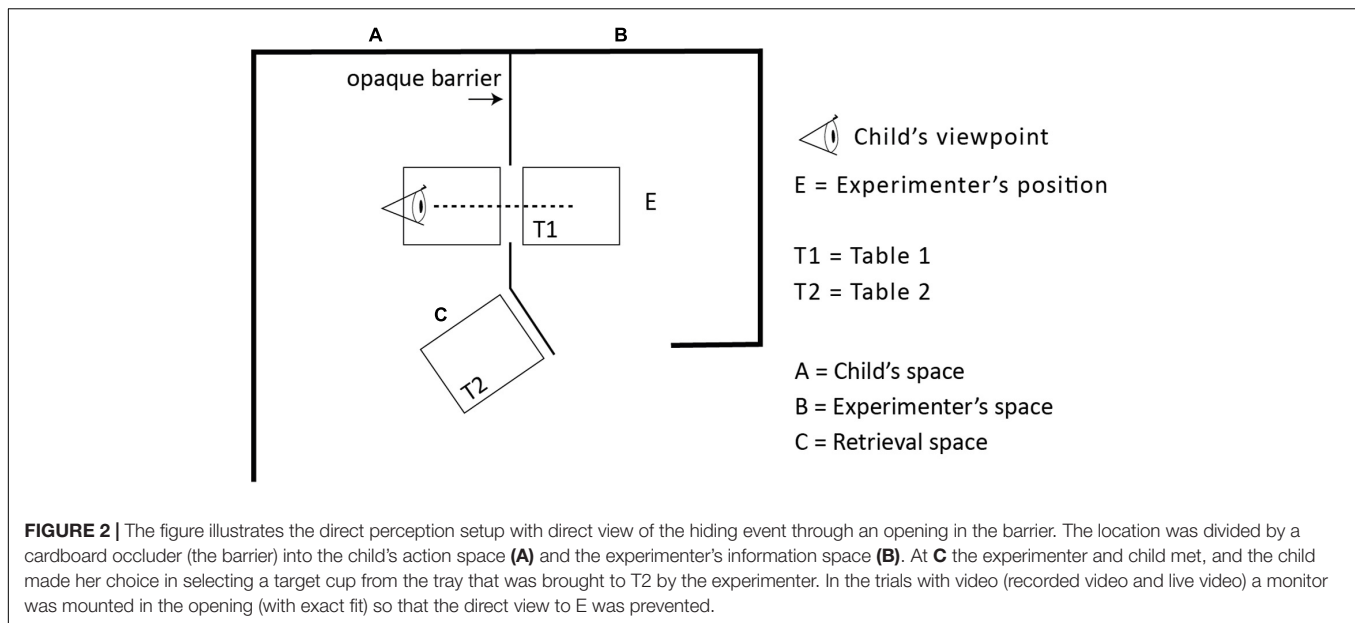 A
B
opaque barrier
Child's viewpoint
E = Experimenter's position
E
T1
T1 = Table 1
T2 = Table 2
C
T2
A = Child's space
B = Experimenter's space
C = Retrieval space
FIGURE 2 | The figure illustrates the direct perception setup with direct view of the hiding event through an opening in the barrier. The location was divided by a
cardboard occluder (the barrier) into the child's action space (A) and the experimenter's information space (B). At C the experimenter and child met, and the child
made her choice in selecting a target cup from the tray that was brought to T2 by the experimenter. In the trials with video (recorded video and live video) a monitor
was mounted in the opening (with exact fit) so that the direct view to E was prevented.